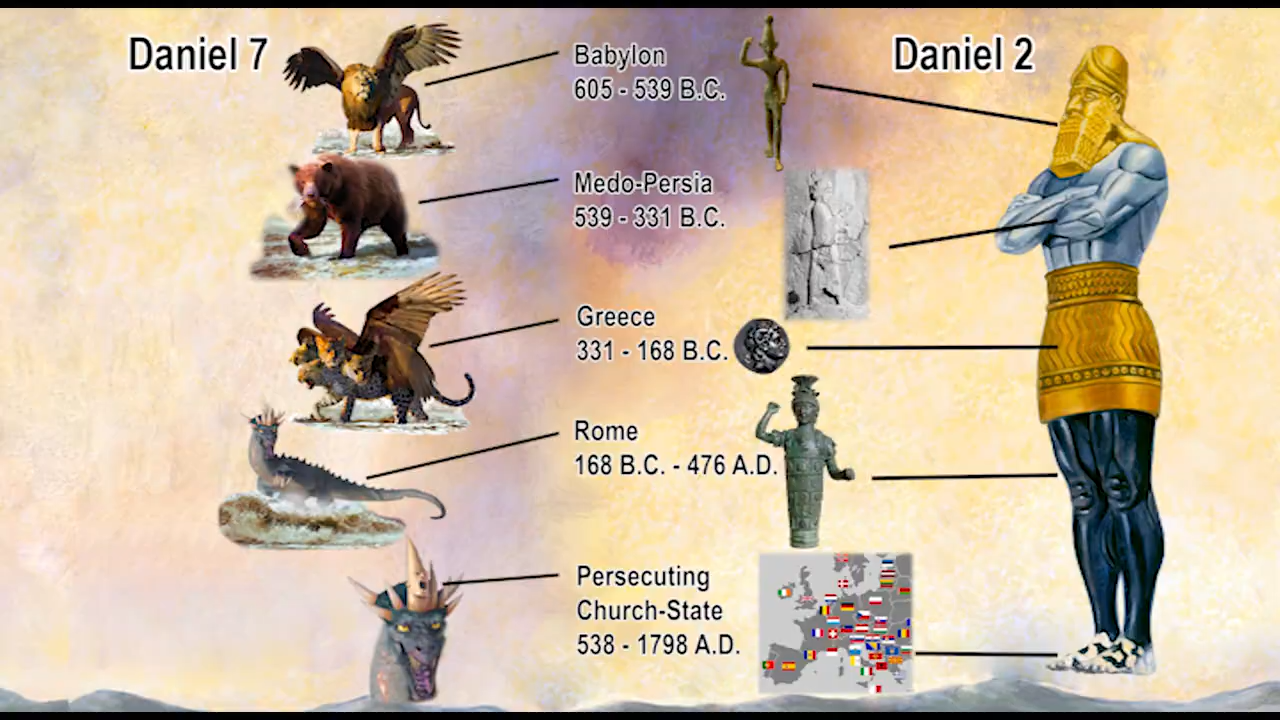 Daniel 7
Daniel 2
Babylon
605 - 539 B.C.
Medo-Persia
539 - 331 B.C.
Greece
331 - 168 B.C.
Rome
168 B.C. - 476 A.D.
Persecuting
Church-State
538 - 1798 A.D.